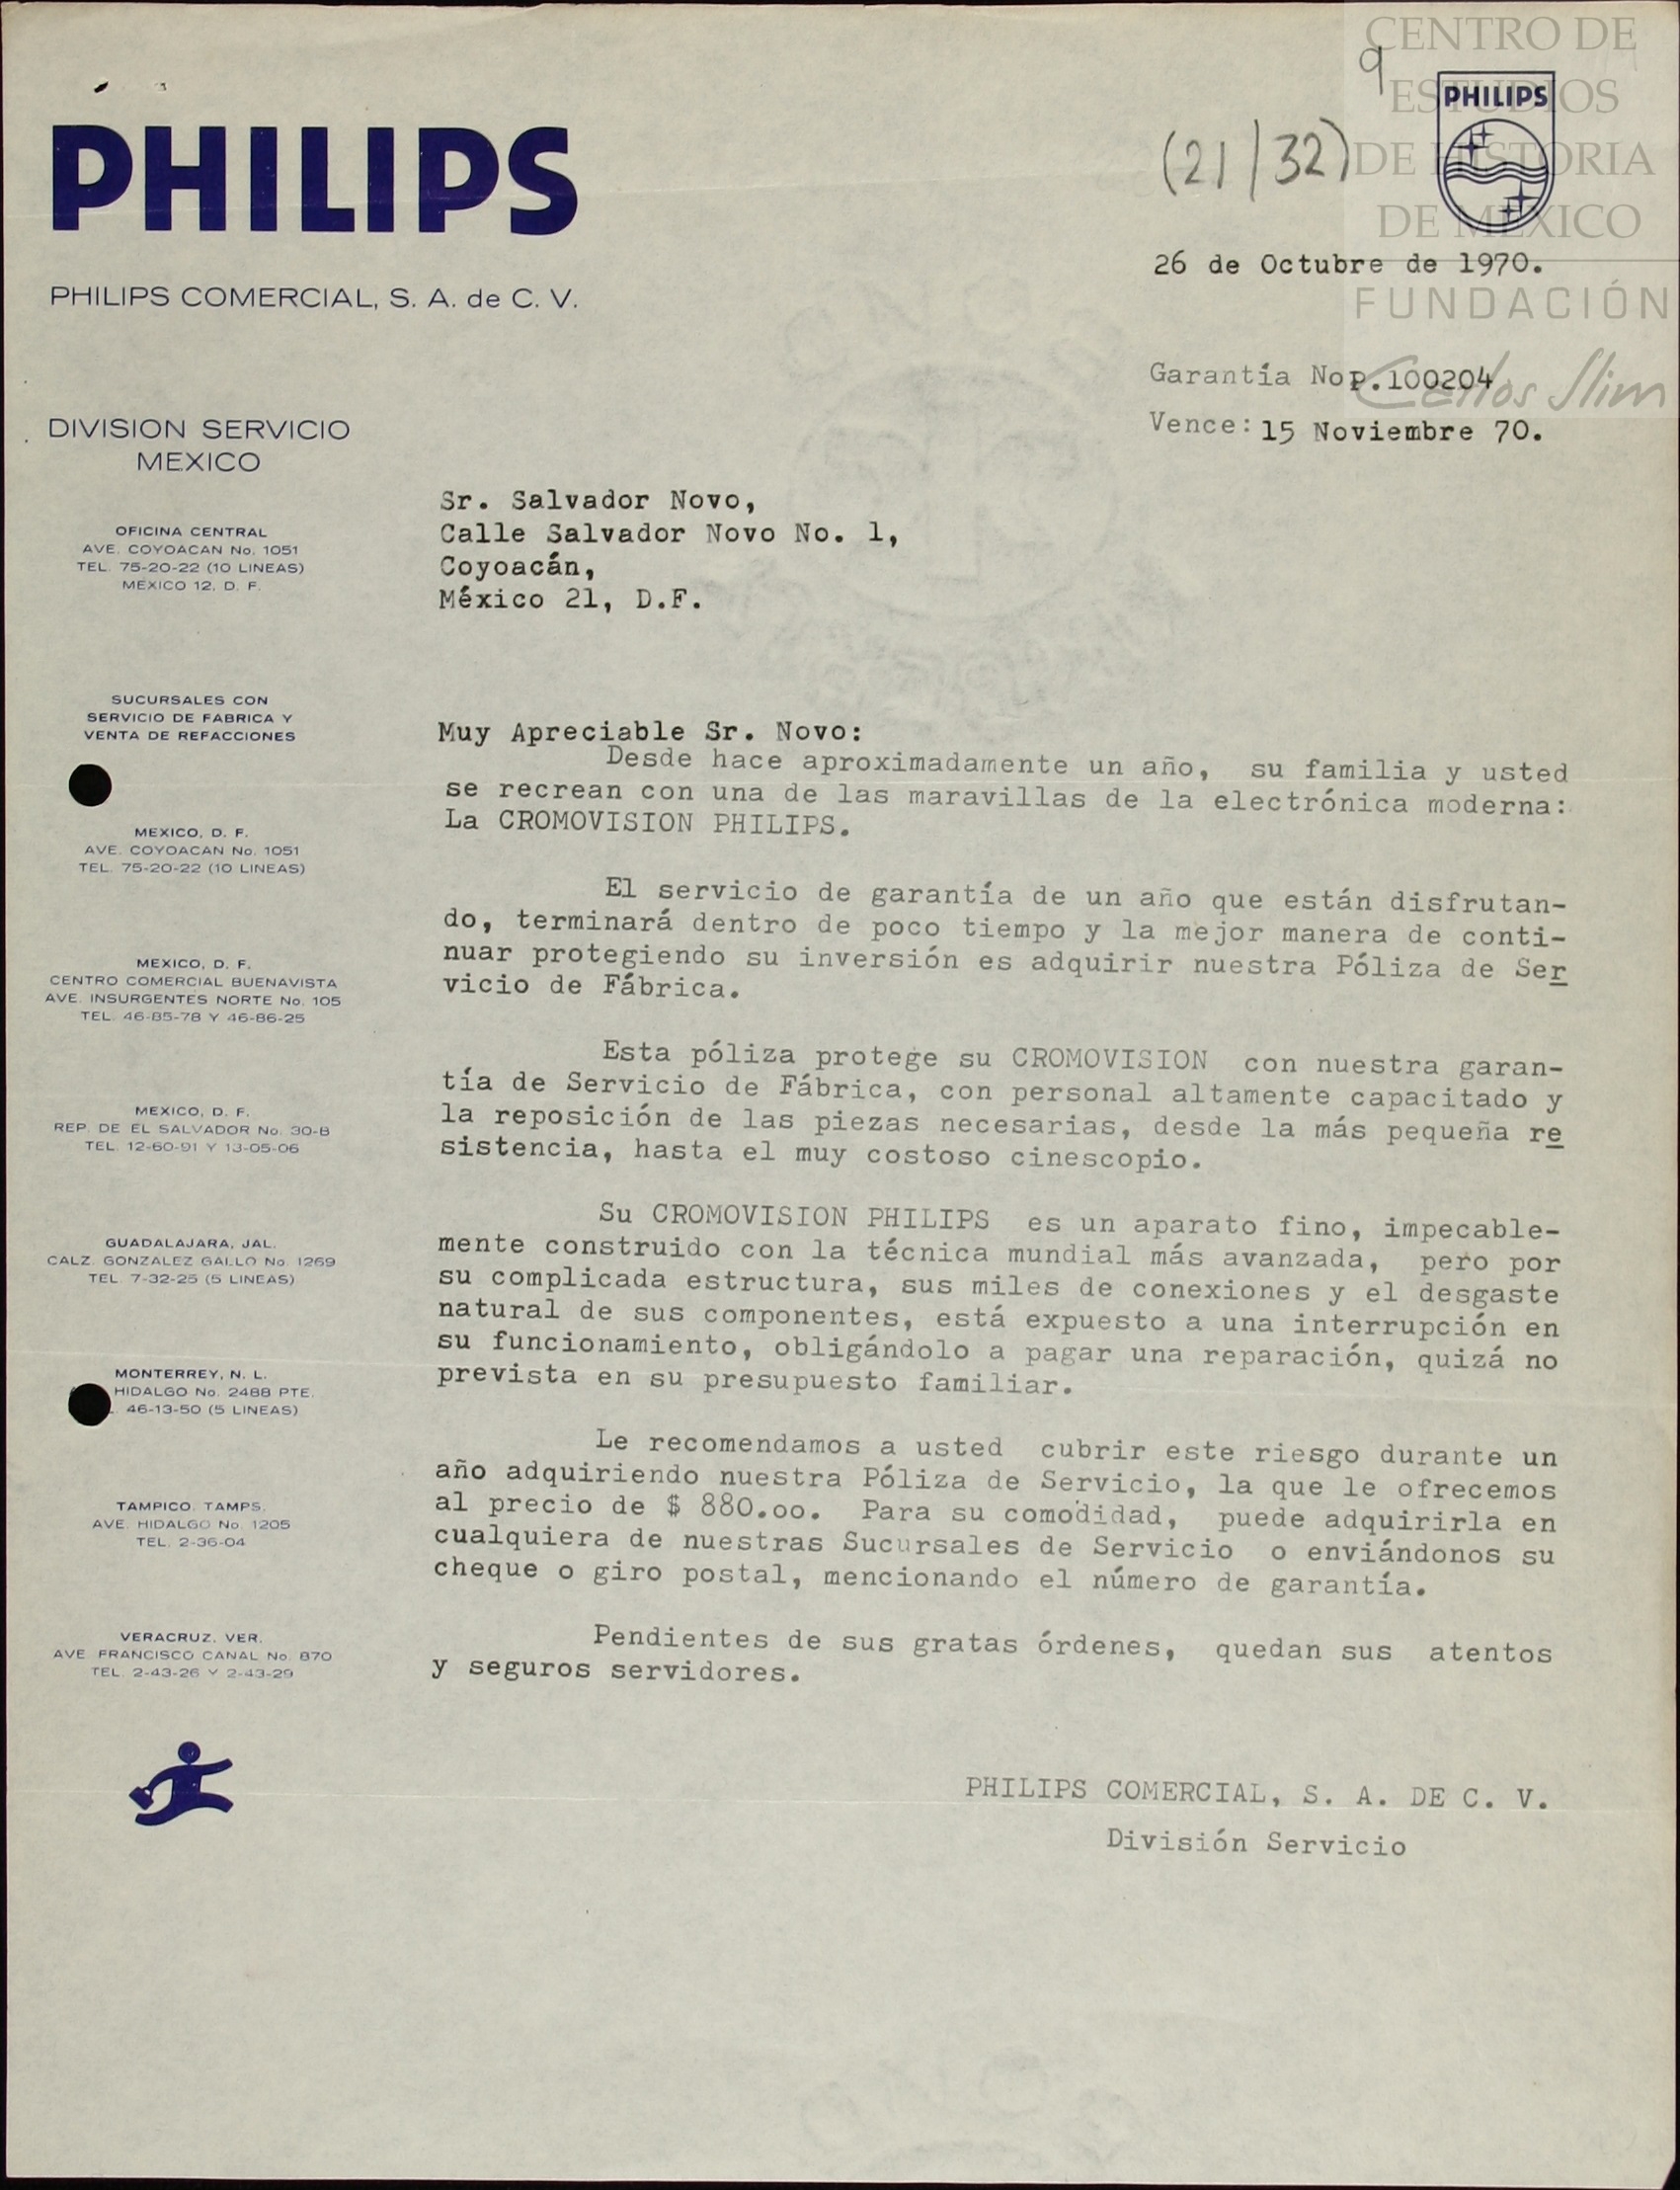 CENTRO DE
ESTUDIOS
DE HISTORIA
DE MEXICO
FUNDACIÓN
Carlos Slim
9
(21/32)
PHILIPS
PHILIPS
PHILIPS COMERCIAL, S. A. de C. V.
26 de Octubre de 1970.
Garantía No p.100204
Vence: 15 Noviembre 70.
DIVISION SERVICIO
MEXICO
OFICINA CENTRAL
AVE. COYOACAN No. 1051
TEL. 75-20-22 (10 LINEAS)
MEXICO 12, D. F.
SUCURSALES CON
SERVICIO DE FABRICA Y
VENTA DE REFACCIONES
MEXICO, D. F.
AVE. COYOACAN No. 1051
TEL. 75-20-22 (10 LINEAS)
MEXICO, D. F.
CENTRO COMERCIAL BUENAVISTA
AVE. INSURGENTES NORTE No. 105
TEL. 46-85-78 Y 46-86-25
MEXICO, D. F.
REP. DE EL SALVADOR No. 30-B
TEL. 12-60-91 Y 13-05-06
GUADALAJARA, JAL.
CALZ. GONZALEZ GALLO No. 1269
TEL. 7-32-25 (5 LINEAS)
MONTERREY, N. L.
HIDALGO No. 2488 PTE.
46-13-50 (5 LINEAS)
TAMPICO, TAMPS.
AVE. HIDALGO No. 1205
TEL. 2-36-04
VERACRUZ, VER.
AVE. FRANCISCO CANAL No. 870
TEL. 2-43-26 Y 2-43-29
Sr. Salvador Novo,
Calle Salvador Novo No. 1,
Coyoacán,
México 21, D.F.
Muy Apreciable Sr. Novo:
Desde hace aproximadamente un año, su familia y usted
se recrean con una de las maravillas de la electrónica moderna:
La CROMOVISION PHILIPS.
El servicio de garantía de un año que están disfrutan-
do, terminará dentro de poco tiempo y la mejor manera de conti-
nuar protegiendo su inversión es adquirir nuestra Póliza de Ser
vicio de Fábrica.
Esta póliza protege su CROMOVISION con nuestra garan-
tía de Servicio de Fábrica, con personal altamente capacitado y
la reposición de las piezas necesarias, desde la más pequeña re
sistencia, hasta el muy costoso cinescopio.
Su CROMOVISION PHILIPS es un aparato fino, impecable-
mente construido con la técnica mundial más avanzada, pero por
su complicada estructura, sus miles de conexiones y el desgaste
natural de sus componentes, está expuesto a una interrupción en
su funcionamiento, obligándolo a pagar una reparación, quizá no
prevista en su presupuesto familiar.
Le recomendamos a usted cubrir este riesgo durante un
año adquiriendo nuestra Póliza de Servicio, la que le ofrecemos
al precio de $ 880.oo. Para su comodidad, puede adquirirla en
cualquiera de nuestras Sucursales de Servicio o enviándonos su
cheque o giro postal, mencionando el número de garantía.
Pendientes de sus gratas órdenes, quedan sus atentos
y seguros servidores.
PHILIPS COMERCIAL, S. A. DE C. V.
División Servicio